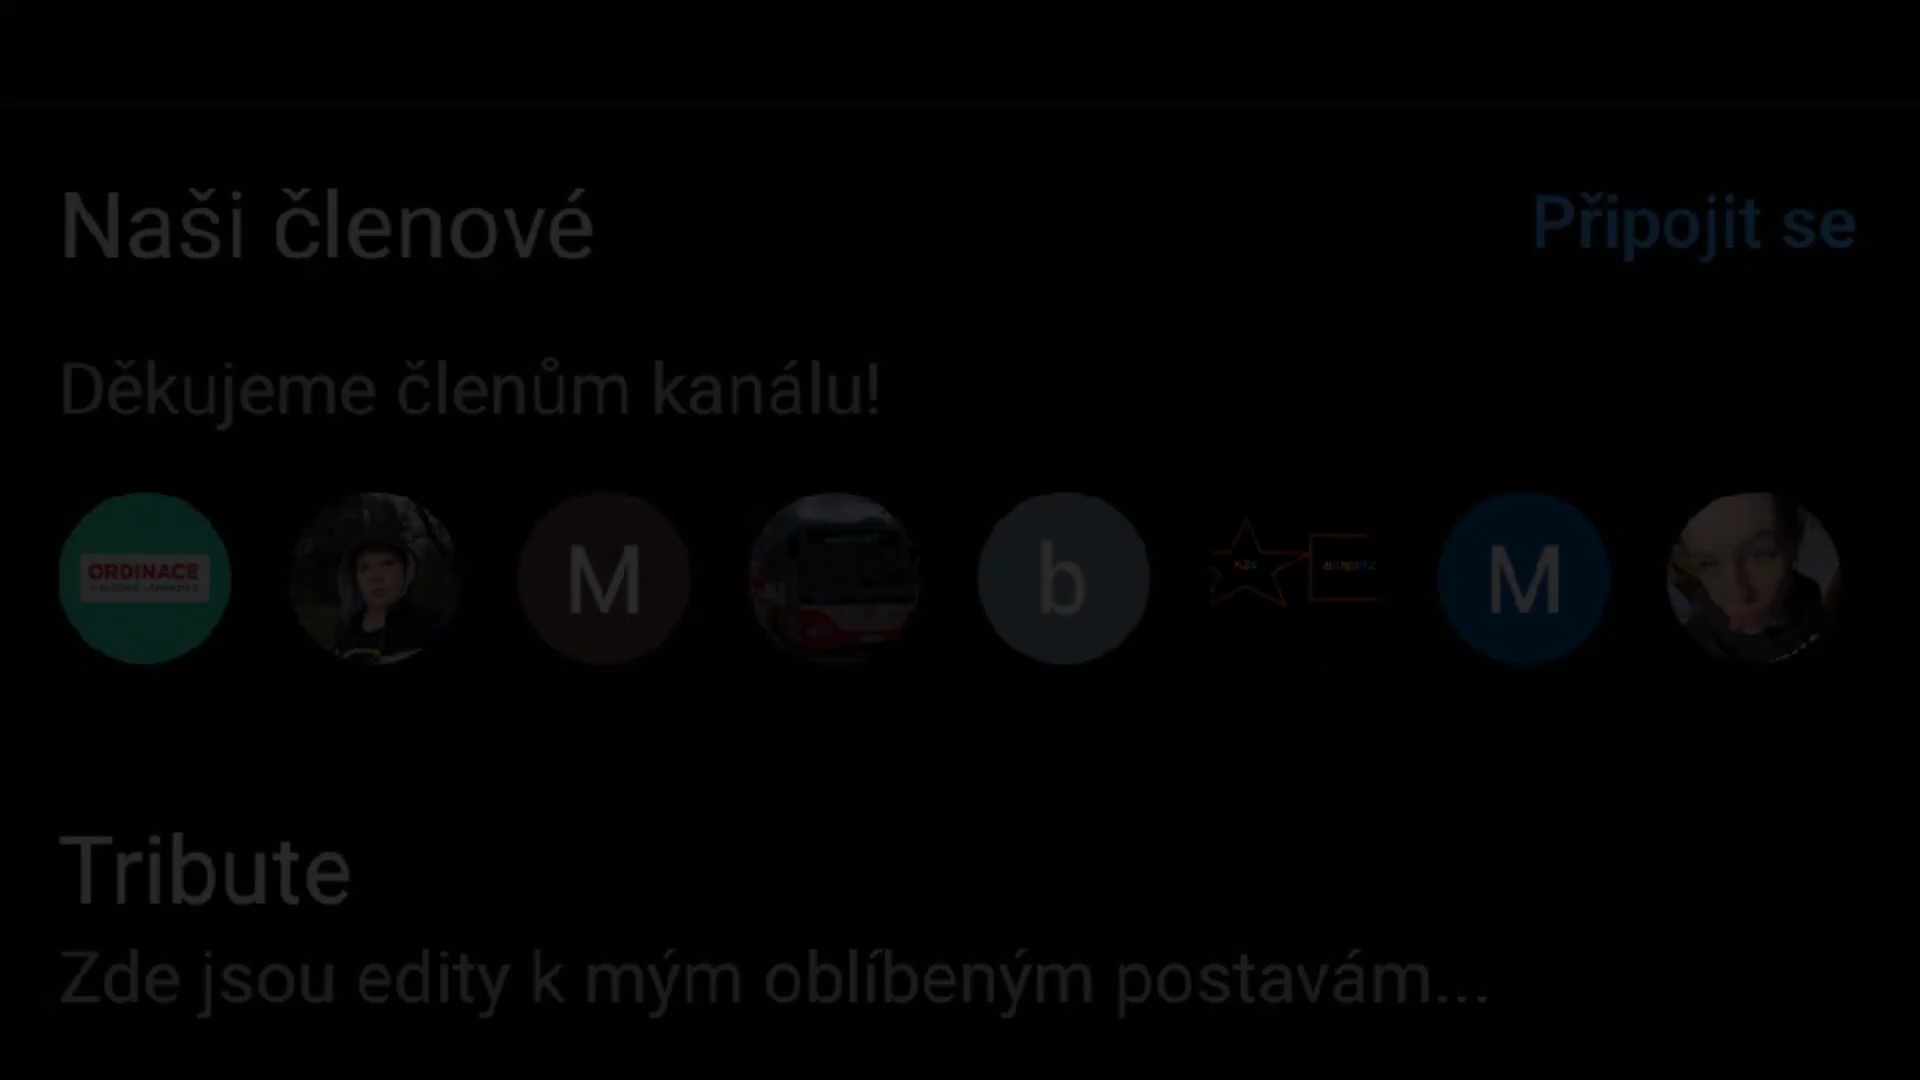 Naši členové
Připojit se
Děkujeme členům kanálu!
ORDINACE
M
b
M
Tribute
Zde jsou edity k mým oblíbeným postavám...